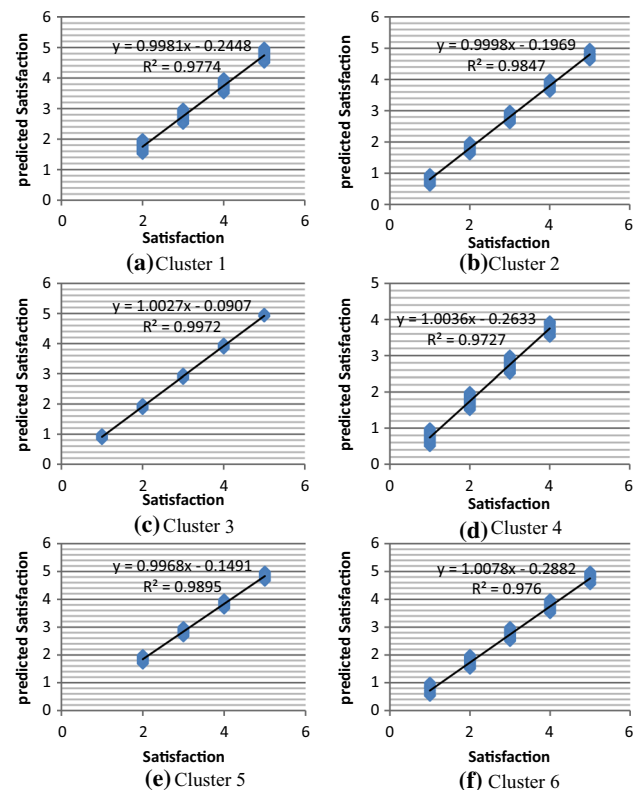 y = 0.9981x - 0.2448
R² = 0.9774
predicted Satisfaction
6
5
4
3
2
1
0
0 2 4 6
Satisfaction
(a) Cluster 1
y = 0.9998x - 0.1969
R² = 0.9847
predicted Satisfaction
6
5
4
3
2
1
0
0 2 4 6
Satisfaction
(b) Cluster 2
y = 1.0027x - 0.0907
R² = 0.9972
predicted Satisfaction
6
5
4
3
2
1
0
0 2 4 6
Satisfaction
(c) Cluster 3
y = 1.0036x - 0.2633
R² = 0.9727
predicted Satisfaction
5
4
3
2
1
0
0 2 4 6
Satisfaction
(d) Cluster 4
y = 0.9968x - 0.1491
R² = 0.9895
predicted Satisfaction
6
5
4
3
2
1
0
0 2 4 6
Satisfaction
(e) Cluster 5
y = 1.0078x - 0.2882
R² = 0.976
predicted Satisfaction
6
5
4
3
2
1
0
0 2 4 6
Satisfaction
(f) Cluster 6